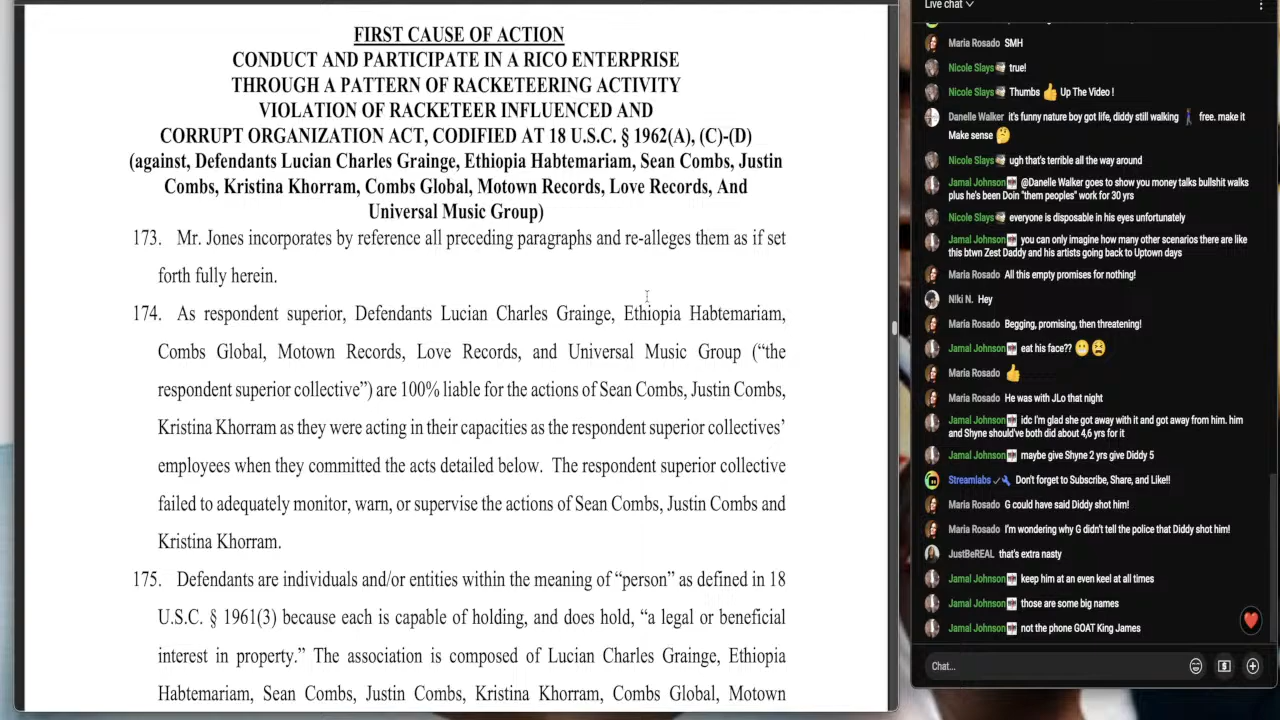 FIRST CAUSE OF ACTION
CONDUCT AND PARTICIPATE IN A RICO ENTERPRISE
THROUGH A PATTERN OF RACKETEERING ACTIVITY
VIOLATION OF RACKETEER INFLUENCED AND
CORRUPT ORGANIZATION ACT, CODIFIED AT 18 U.S.C. § 1962(A), (C)-(D)
(against, Defendants Lucian Charles Grainge, Ethiopia Habtemariam, Sean Combs, Justin
Combs, Kristina Khorram, Combs Global, Motown Records, Love Records, And
Universal Music Group)
173. Mr. Jones incorporates by reference all preceding paragraphs and re-alleges them as if set
forth fully herein.
174. As respondent superior, Defendants Lucian Charles Grainge, Ethiopia Habtemariam,
Combs Global, Motown Records, Love Records, and Universal Music Group (“the
respondent superior collective”) are 100% liable for the actions of Sean Combs, Justin Combs,
Kristina Khorram as they were acting in their capacities as the respondent superior collectives’
employees when they committed the acts detailed below. The respondent superior collective
failed to adequately monitor, warn, or supervise the actions of Sean Combs, Justin Combs and
Kristina Khorram.
175. Defendants are individuals and/or entities within the meaning of “person” as defined in 18
U.S.C. § 1961(3) because each is capable of holding, and does hold, “a legal or beneficial
interest in property.” The association is composed of Lucian Charles Grainge, Ethiopia
Habtemariam, Sean Combs, Justin Combs, Kristina Khorram, Combs Global, Motown
Live chat
Maria Rosado SMH
Nicole Slays true!
Nicole Slays Thumbs 👍 Up The Video !
Danelle Walker it's funny nature boy got life, diddy still walking 🚶 free. make it
Make sense 🤔
Nicole Slays ugh that's terrible all the way around
Jamal Johnson @Danelle Walker goes to show you money talks bullshit walks
plus he's been Doin "them peoples" work for 30 yrs
Nicole Slays everyone is disposable in his eyes unfortunately
Jamal Johnson you can only imagine how many other scenarios there are like
this btwn Zest Daddy and his artists going back to Uptown days
Maria Rosado All this empty promises for nothing!
NIki N. Hey
Maria Rosado Begging, promising, then threatening!
Jamal Johnson eat his face?? 😬 😫
Maria Rosado 👍
Maria Rosado He was with JLo that night
Jamal Johnson idc I'm glad she got away with it and got away from him. him
and Shyne should've both did about 4,6 yrs for it
Jamal Johnson maybe give Shyne 2 yrs give Diddy 5
Streamlabs Don't forget to Subscribe, Share, and Like!!
Maria Rosado G could have said Diddy shot him!
Maria Rosado I'm wondering why G didn't tell the police that Diddy shot him!
JustBeREAL that's extra nasty
Jamal Johnson keep him at an even keel at all times
Jamal Johnson those are some big names
Jamal Johnson not the phone GOAT King James
Chat...